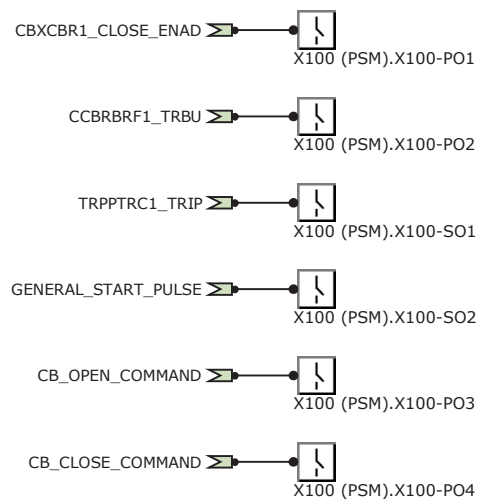 CBXCBR1_CLOSE_ENAD
X100 (PSM).X100-PO1
CCBRBRF1_TRBU
X100 (PSM).X100-PO2
TRPPTRC1_TRIP
X100 (PSM).X100-SO1
GENERAL_START_PULSE
X100 (PSM).X100-SO2
CB_OPEN_COMMAND
X100 (PSM).X100-PO3
CB_CLOSE_COMMAND
X100 (PSM).X100-PO4